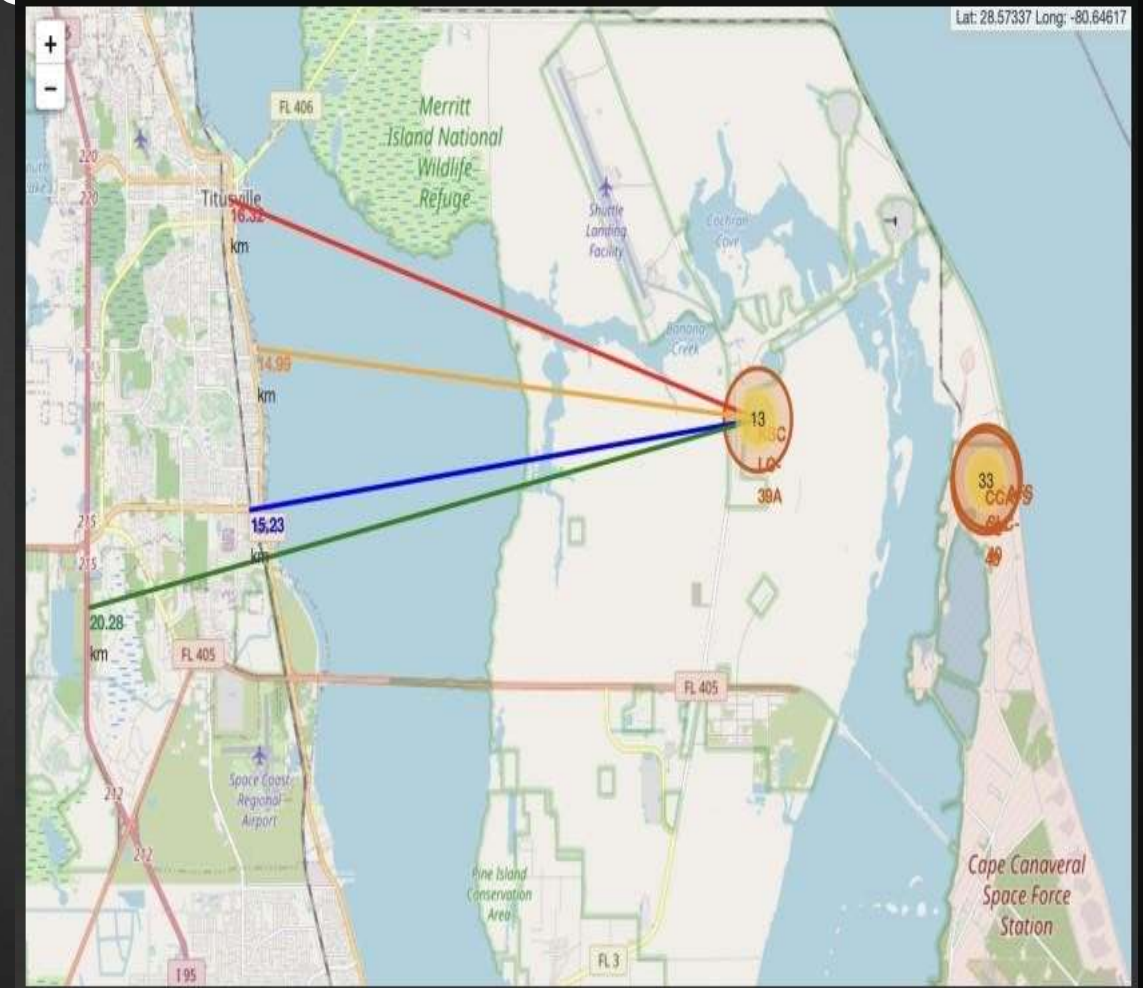 Lat: 28.57337 Long: -80.64617
+
−
FL 406
Merritt
Island National
Wildlife
Refuge
220
220
Titusville
16.32
km
Shuttle
Landing
Facility
Banana
Creek
14.99
km
13
KSC
LC-
39A
33
215
15.23
km
215
20.28
km
FL 405
FL 405
Space Coast
Regional
Airport
212
212
Pine Island
Conservation
Area
Cape Canaveral
Space Force
Station
FL 3
I 95